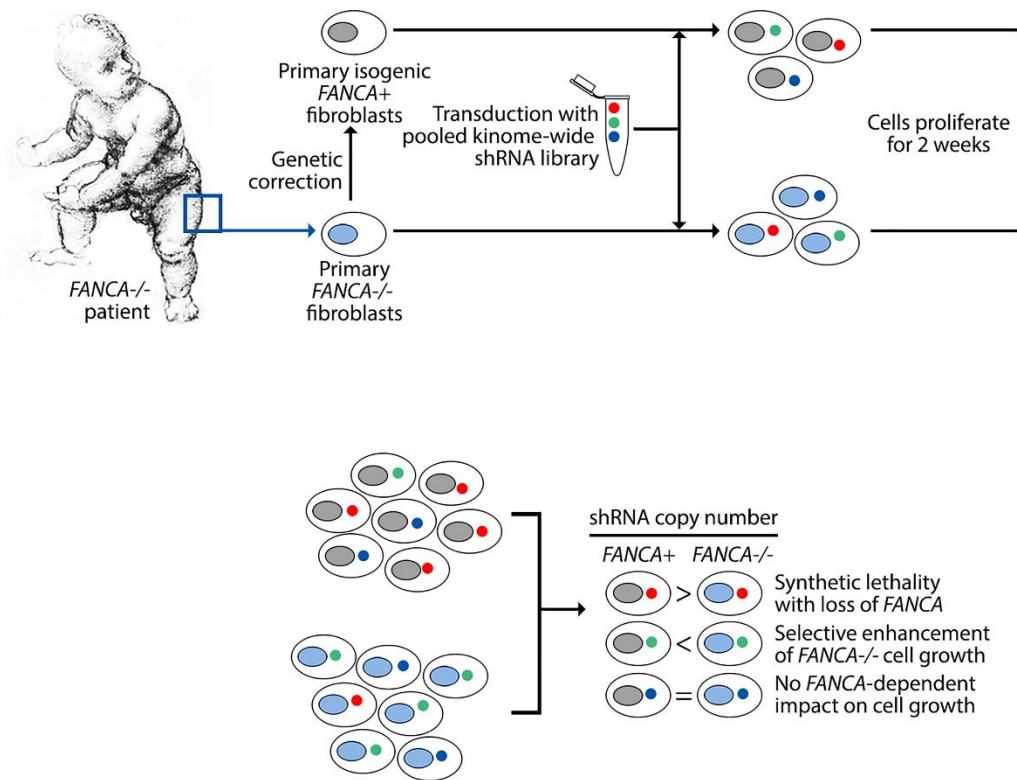 FANCA-/-
patient
Primary isogenic
FANCA+
fibroblasts
Genetic
correction
Primary
FANCA-/-
fibroblasts
Transduction with
pooled kinome-wide
shRNA library
Cells proliferate
for 2 weeks
shRNA copy number
FANCA+ FANCA-/-
> Synthetic lethality
with loss of FANCA
< Selective enhancement
of FANCA-/- cell growth
= No FANCA-dependent
impact on cell growth